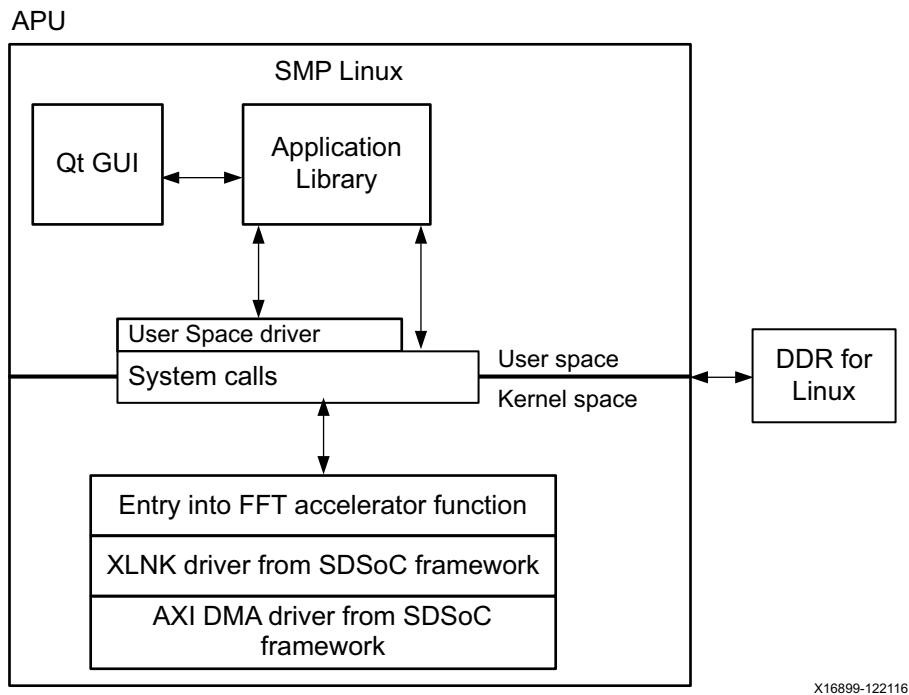 APU
SMP Linux
Qt GUI
Application
Library
User Space driver
System calls
User space
Kernel space
DDR for
Linux
Entry into FFT accelerator function
XLNK driver from SDSoC framework
AXI DMA driver from SDSoC
framework
X16899-122116